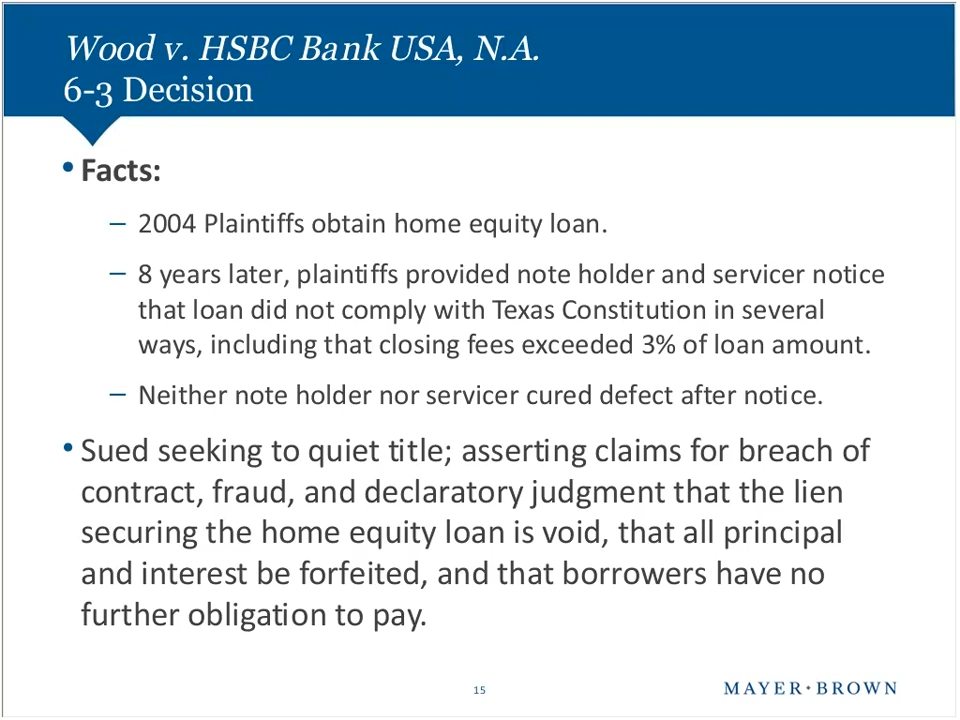 Wood v. HSBC Bank USA, N.A.
6-3 Decision
• Facts:
– 2004 Plaintiffs obtain home equity loan.
– 8 years later, plaintiffs provided note holder and servicer notice
that loan did not comply with Texas Constitution in several
ways, including that closing fees exceeded 3% of loan amount.
– Neither note holder nor servicer cured defect after notice.
• Sued seeking to quiet title; asserting claims for breach of
contract, fraud, and declaratory judgment that the lien
securing the home equity loan is void, that all principal
and interest be forfeited, and that borrowers have no
further obligation to pay.
15
MAYER • BROWN